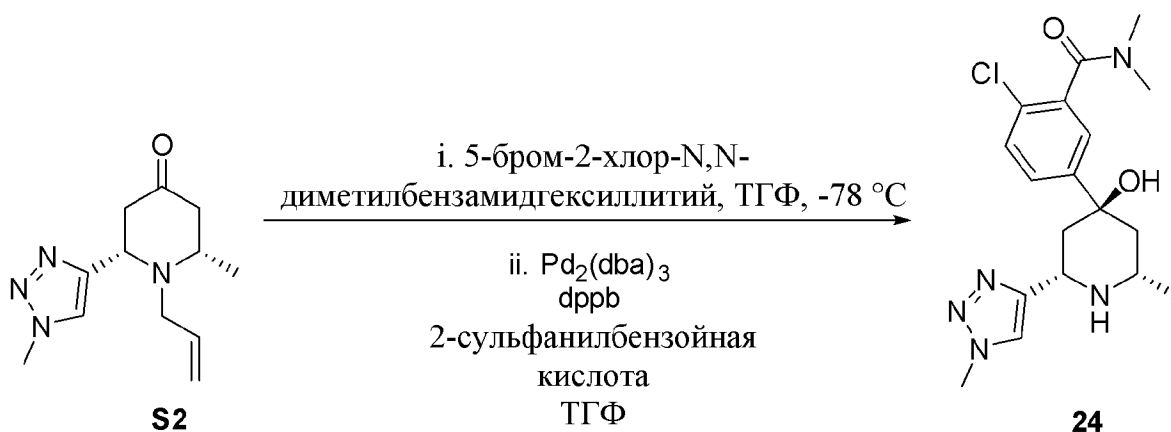 O
N
Cl
O
i. 5-бром-2-хлор-N,N-
диметилбензамидгексиллитий, ТГФ, -78 °C
OH
N
N
N
N
ii. Pd2(dba)3
dppb
2-сульфанилбензойная
кислота
ТГФ
N
N
N
N
H
S2
24